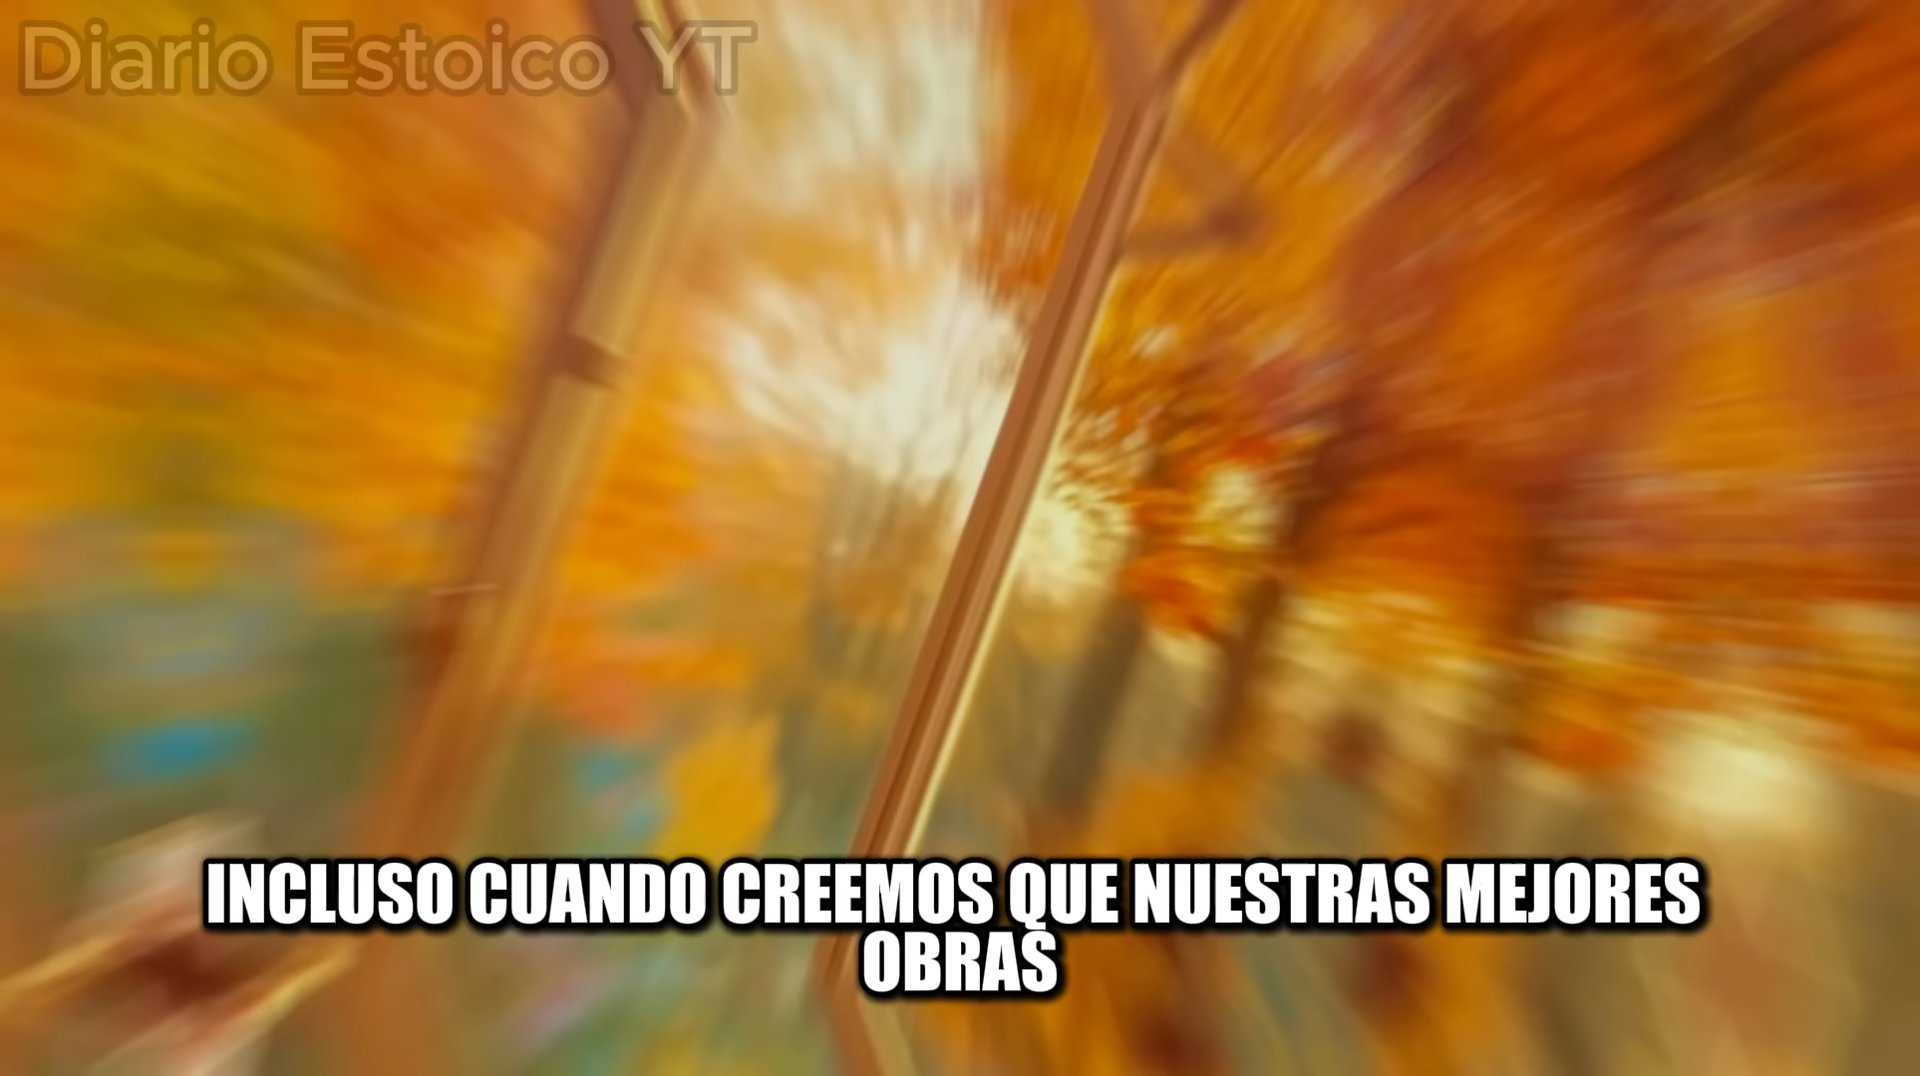 Diario Estoico YT
INCLUSO CUANDO CREEMOS QUE NUESTRAS MEJORES
OBRAS